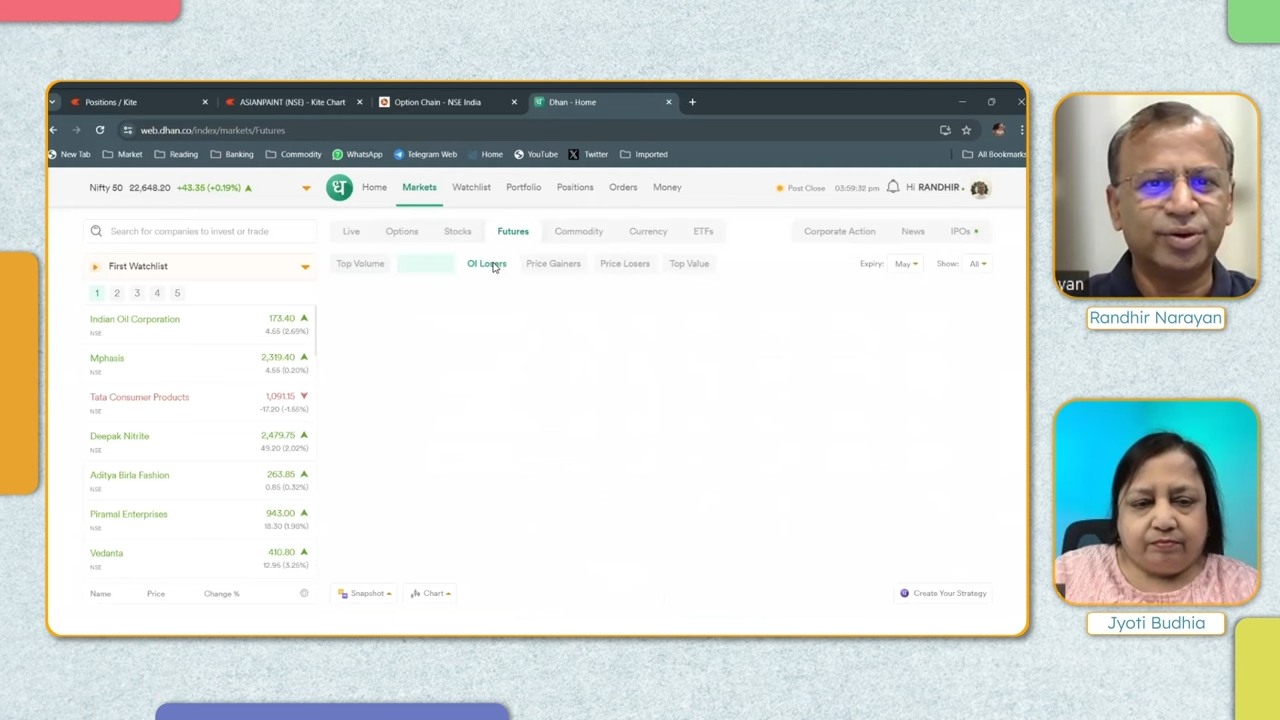 Positions / Kite
ASIANPAINT (NSE) - Kite Chart
Option Chain - NSE India
Dhan - Home
web.dhan.co/index/markets/Futures
New Tab
Market
Reading
Banking
Commodity
WhatsApp
Telegram Web
Home
YouTube
Twitter
Imported
All Bookmarks
Nifty 50 22,648.20 +43.35 (+0.19%)
ध
Home
Markets
Watchlist
Portfolio
Positions
Orders
Money
Post Close 03:59:32 pm
Hi RANDHIR
Search for companies to invest or trade
Live
Options
Stocks
Futures
Commodity
Currency
ETFs
Corporate Action
News
IPOs
First Watchlist
Top Volume
OI Losers
Price Gainers
Price Losers
Top Value
Expiry: May
Show: All
1 2 3 4 5
Indian Oil Corporation 173.40
NSE 4.55 (2.69%)
Mphasis 2,319.40
NSE 4.55 (0.20%)
Tata Consumer Products 1,091.15
NSE -17.20 (-1.55%)
Deepak Nitrite 2,479.75
NSE 49.20 (2.02%)
Aditya Birla Fashion 263.85
NSE 0.85 (0.32%)
Piramal Enterprises 943.00
NSE 18.30 (1.98%)
Vedanta 410.80
NSE 12.95 (3.25%)
Name Price Change %
Snapshot
Chart
Create Your Strategy
yan
Randhir Narayan
Jyoti Budhia